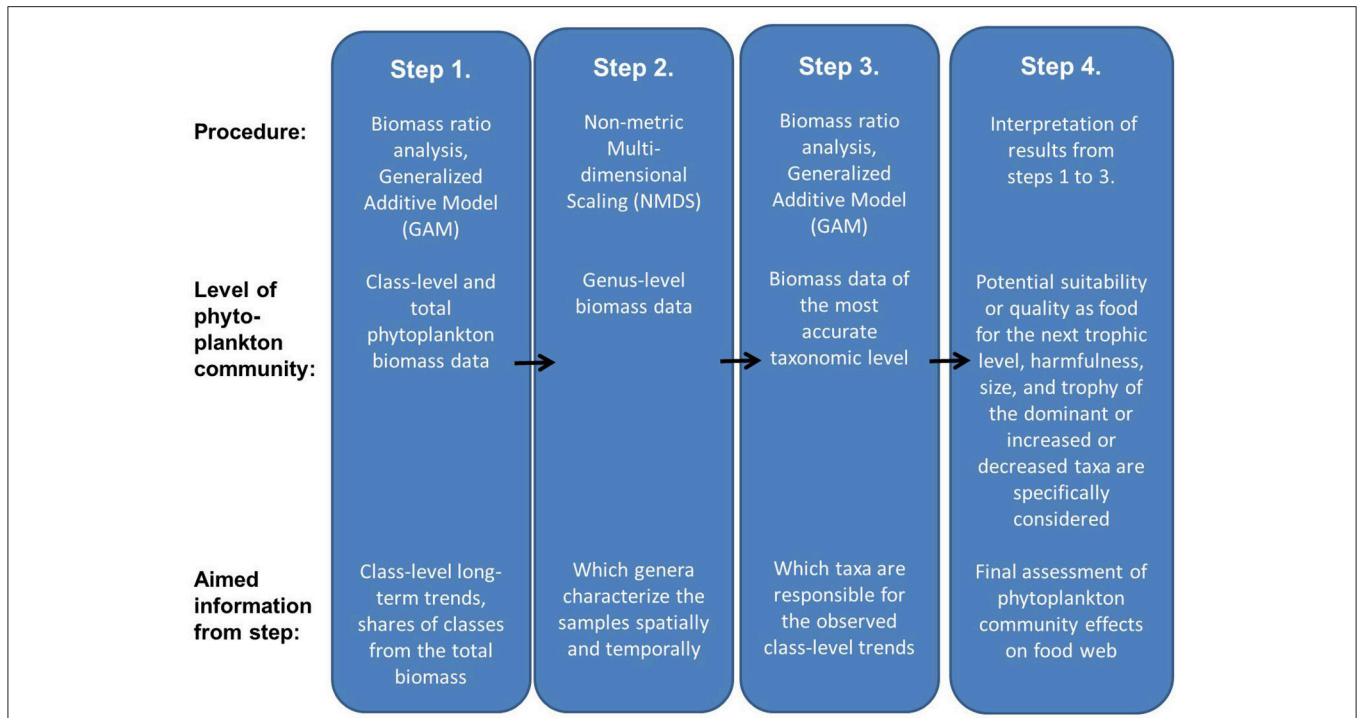 Step 1.
Step 2.
Step 3.
Step 4.
Procedure:
Biomass ratio
analysis,
Generalized
Additive Model
(GAM)
Non-metric
Multi-
dimensional
Scaling (NMDS)
Biomass ratio
analysis,
Generalized
Additive Model
(GAM)
Interpretation of
results from
steps 1 to 3.
Level of
phyto-
plankton
community:
Class-level and
total
phytoplankton
biomass data
Genus-level
biomass data
Biomass data of
the most
accurate
taxonomic level
Potential suitability
or quality as food
for the next trophic
level, harmfulness,
size, and trophy of
the dominant or
increased or
decreased taxa are
specifically
considered
Aimed
information
from step:
Class-level long-
term trends,
shares of classes
from the total
biomass
Which genera
characterize the
samples spatially
and temporally
Which taxa are
responsible for
the observed
class-level trends
Final assessment of
phytoplankton
community effects
on food web